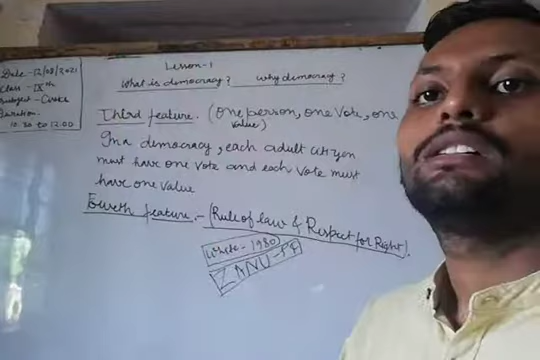 Date - 12/08/2021
Class - IXth
Subject - Civics
Duration
10:30 to 12:00
Lesson - 1
What is democracy? Why democracy?
Third feature. (One person, one Vote, one
value)
In a democracy, each adult citizen
must have one vote and each Vote must
have one value
Fourth feature - (Rule of law & Respect for Right).
White - 1980
ZANU-PF